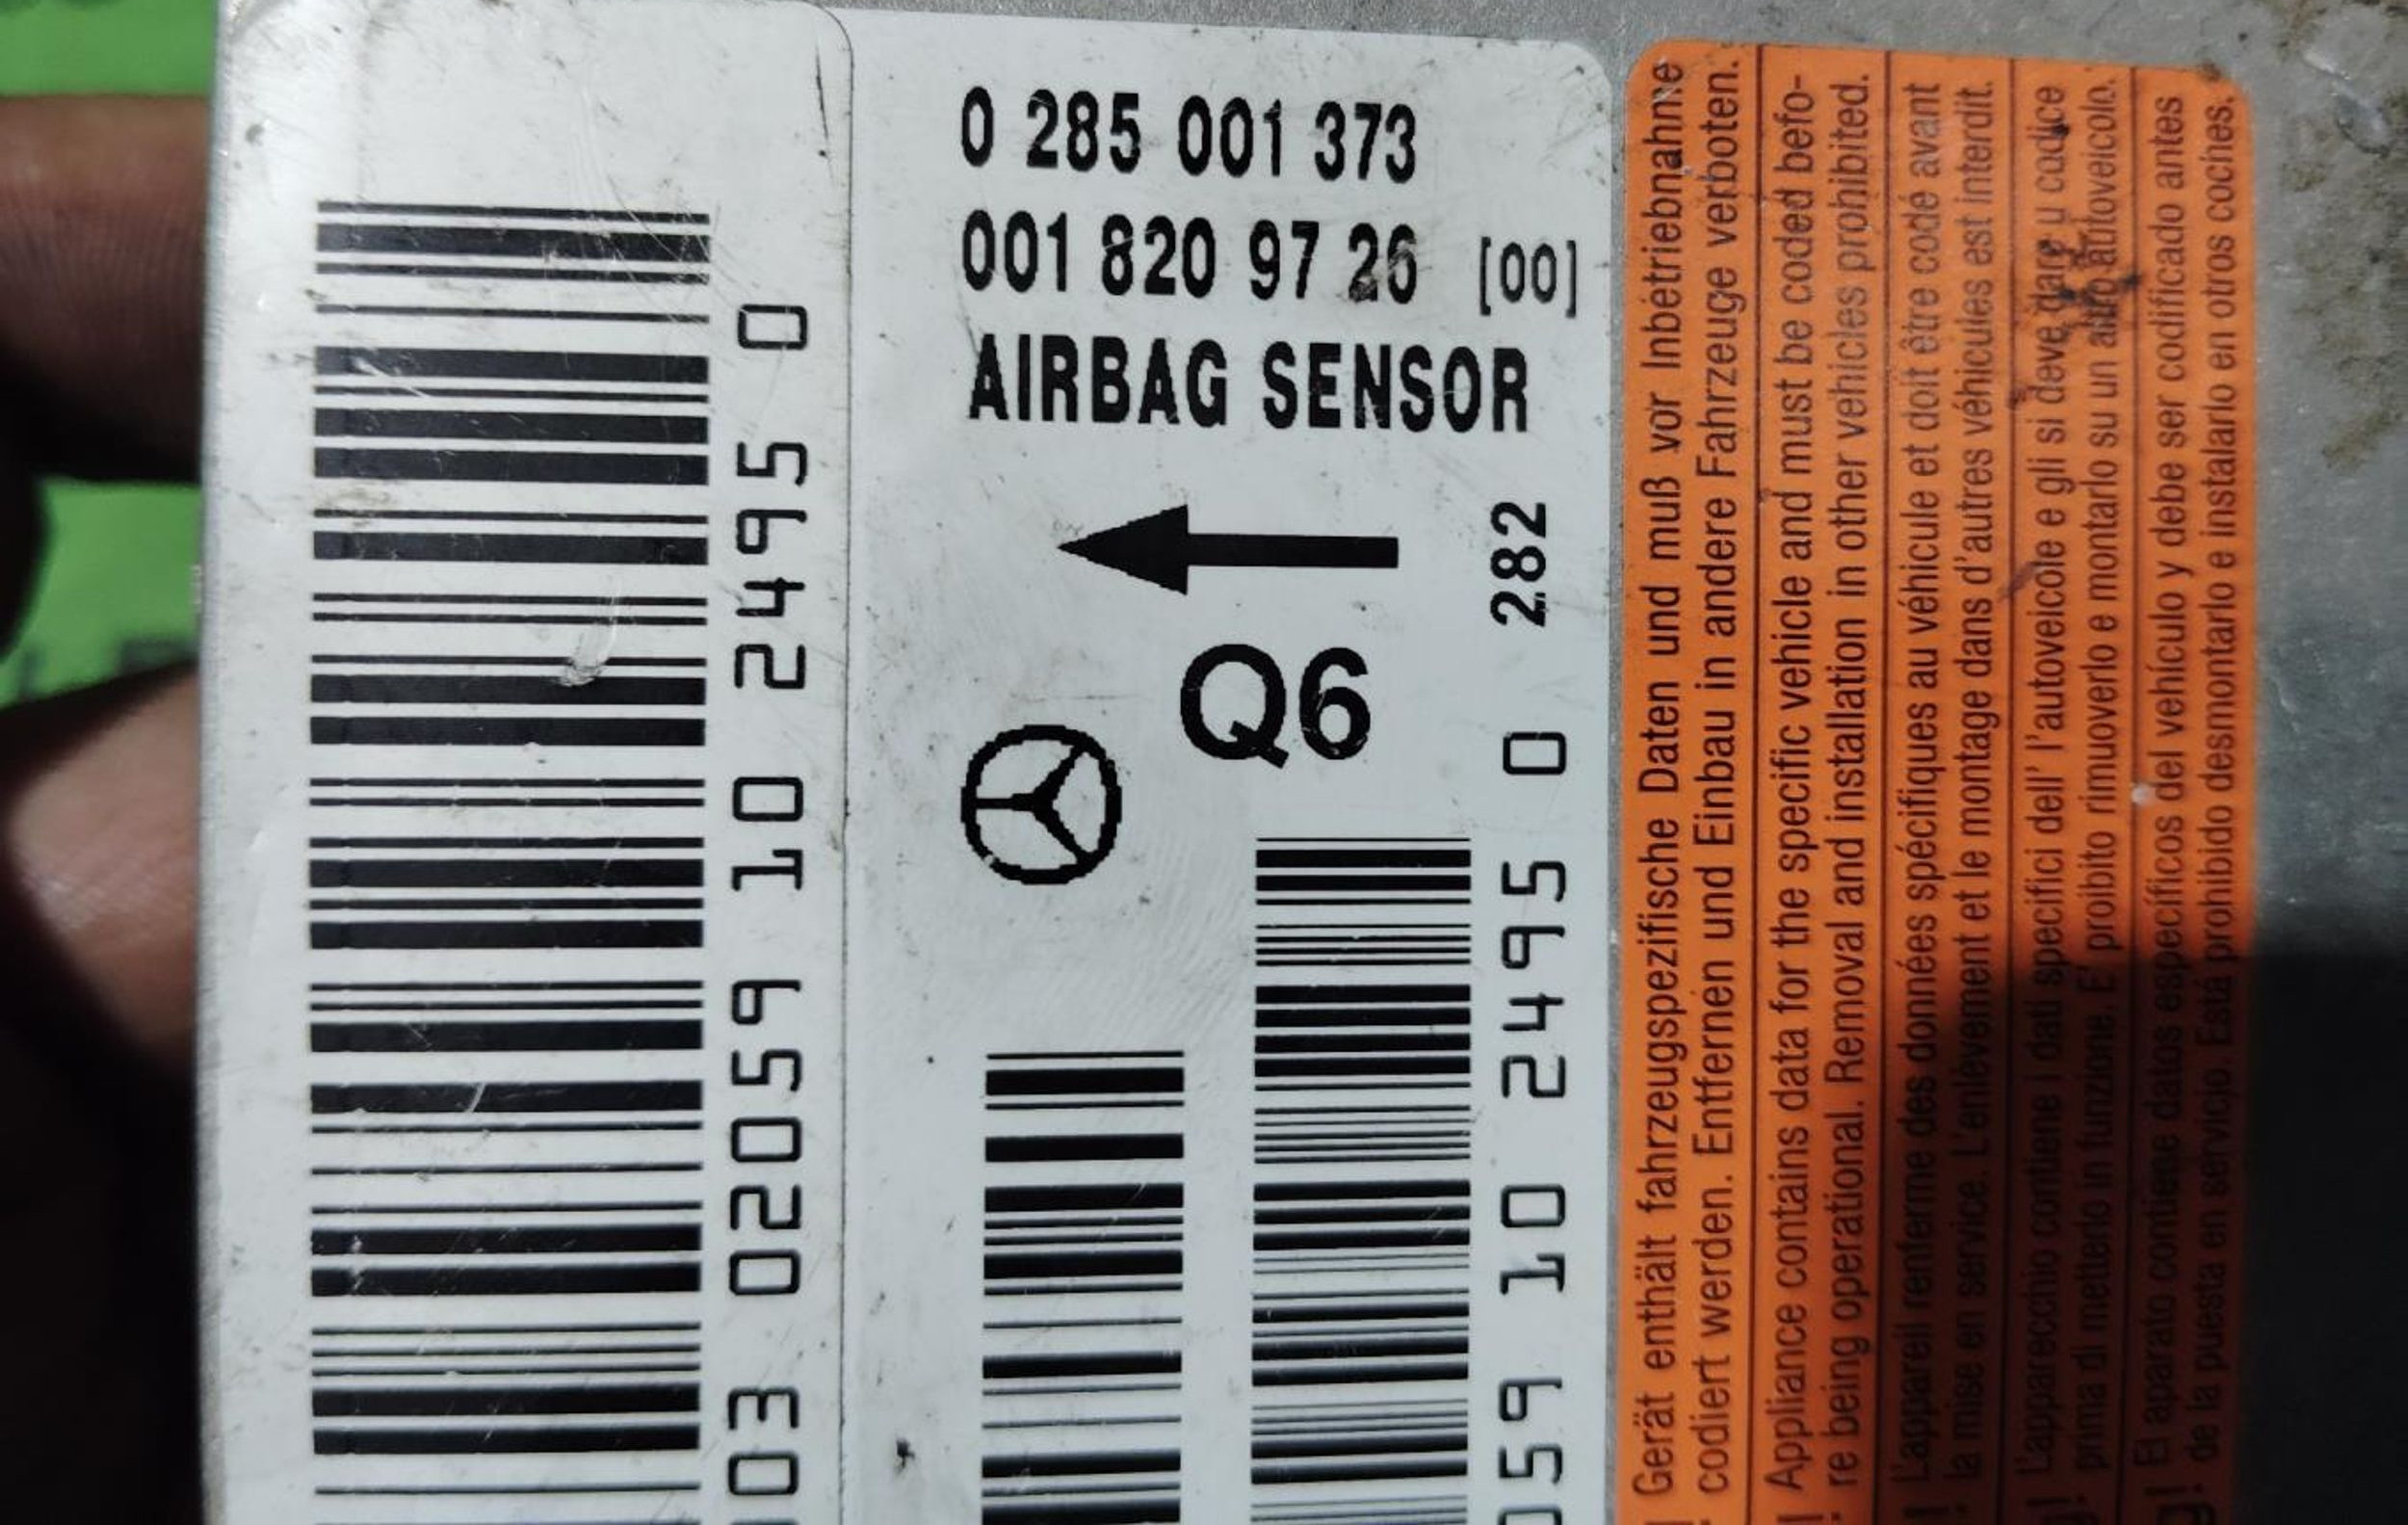 0 285 001 373
001 820 97 26 [00]
AIRBAG SENSOR
282
Q6
03 02059 10 2495 0
059 10 2495 0
Gerät enthält fahrzeugspezifische Daten und muß vor Inbetriebnahme
codiert werden. Entfernen und Einbau in andere Fahrzeuge verboten.
Appliance contains data for the specific vehicle and must be coded befo-
re being operational. Removal and installation in other vehicles prohibited.
L'appareil renferme des données spécifiques au véhicule et doit être codé avant
la mise en service. L'enlèvement et le montage dans d'autres véhicules est interdit.
L'apparecchio contiene i dati specifici dell' l'autoveicole e gli si deve dare u codice
prima di metterlo in funzione. E' proibito rimuoverlo e montarlo su un altro autoveicolo.
El aparato contiene datos específicos del vehículo y debe ser codificado antes
de la puesta en servicio. Está prohibido desmontarlo e instalarlo en otros coches.